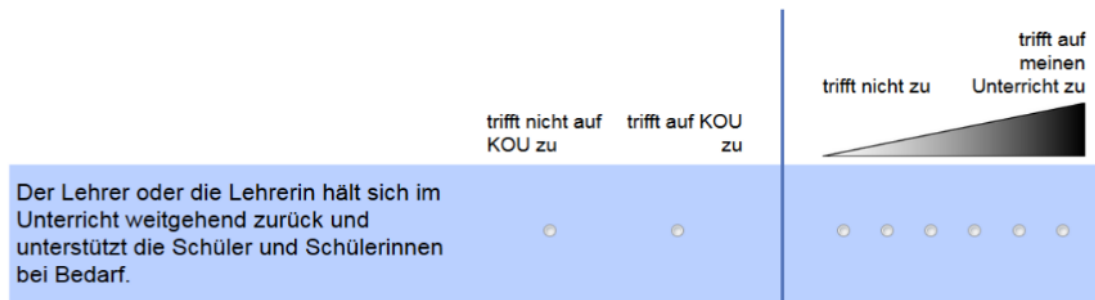 trifft nicht auf
KOU zu
trifft auf KOU
zu
trifft nicht zu
trifft auf
meinen
Unterricht zu
Der Lehrer oder die Lehrerin hält sich im
Unterricht weitgehend zurück und
unterstützt die Schüler und Schülerinnen
bei Bedarf.